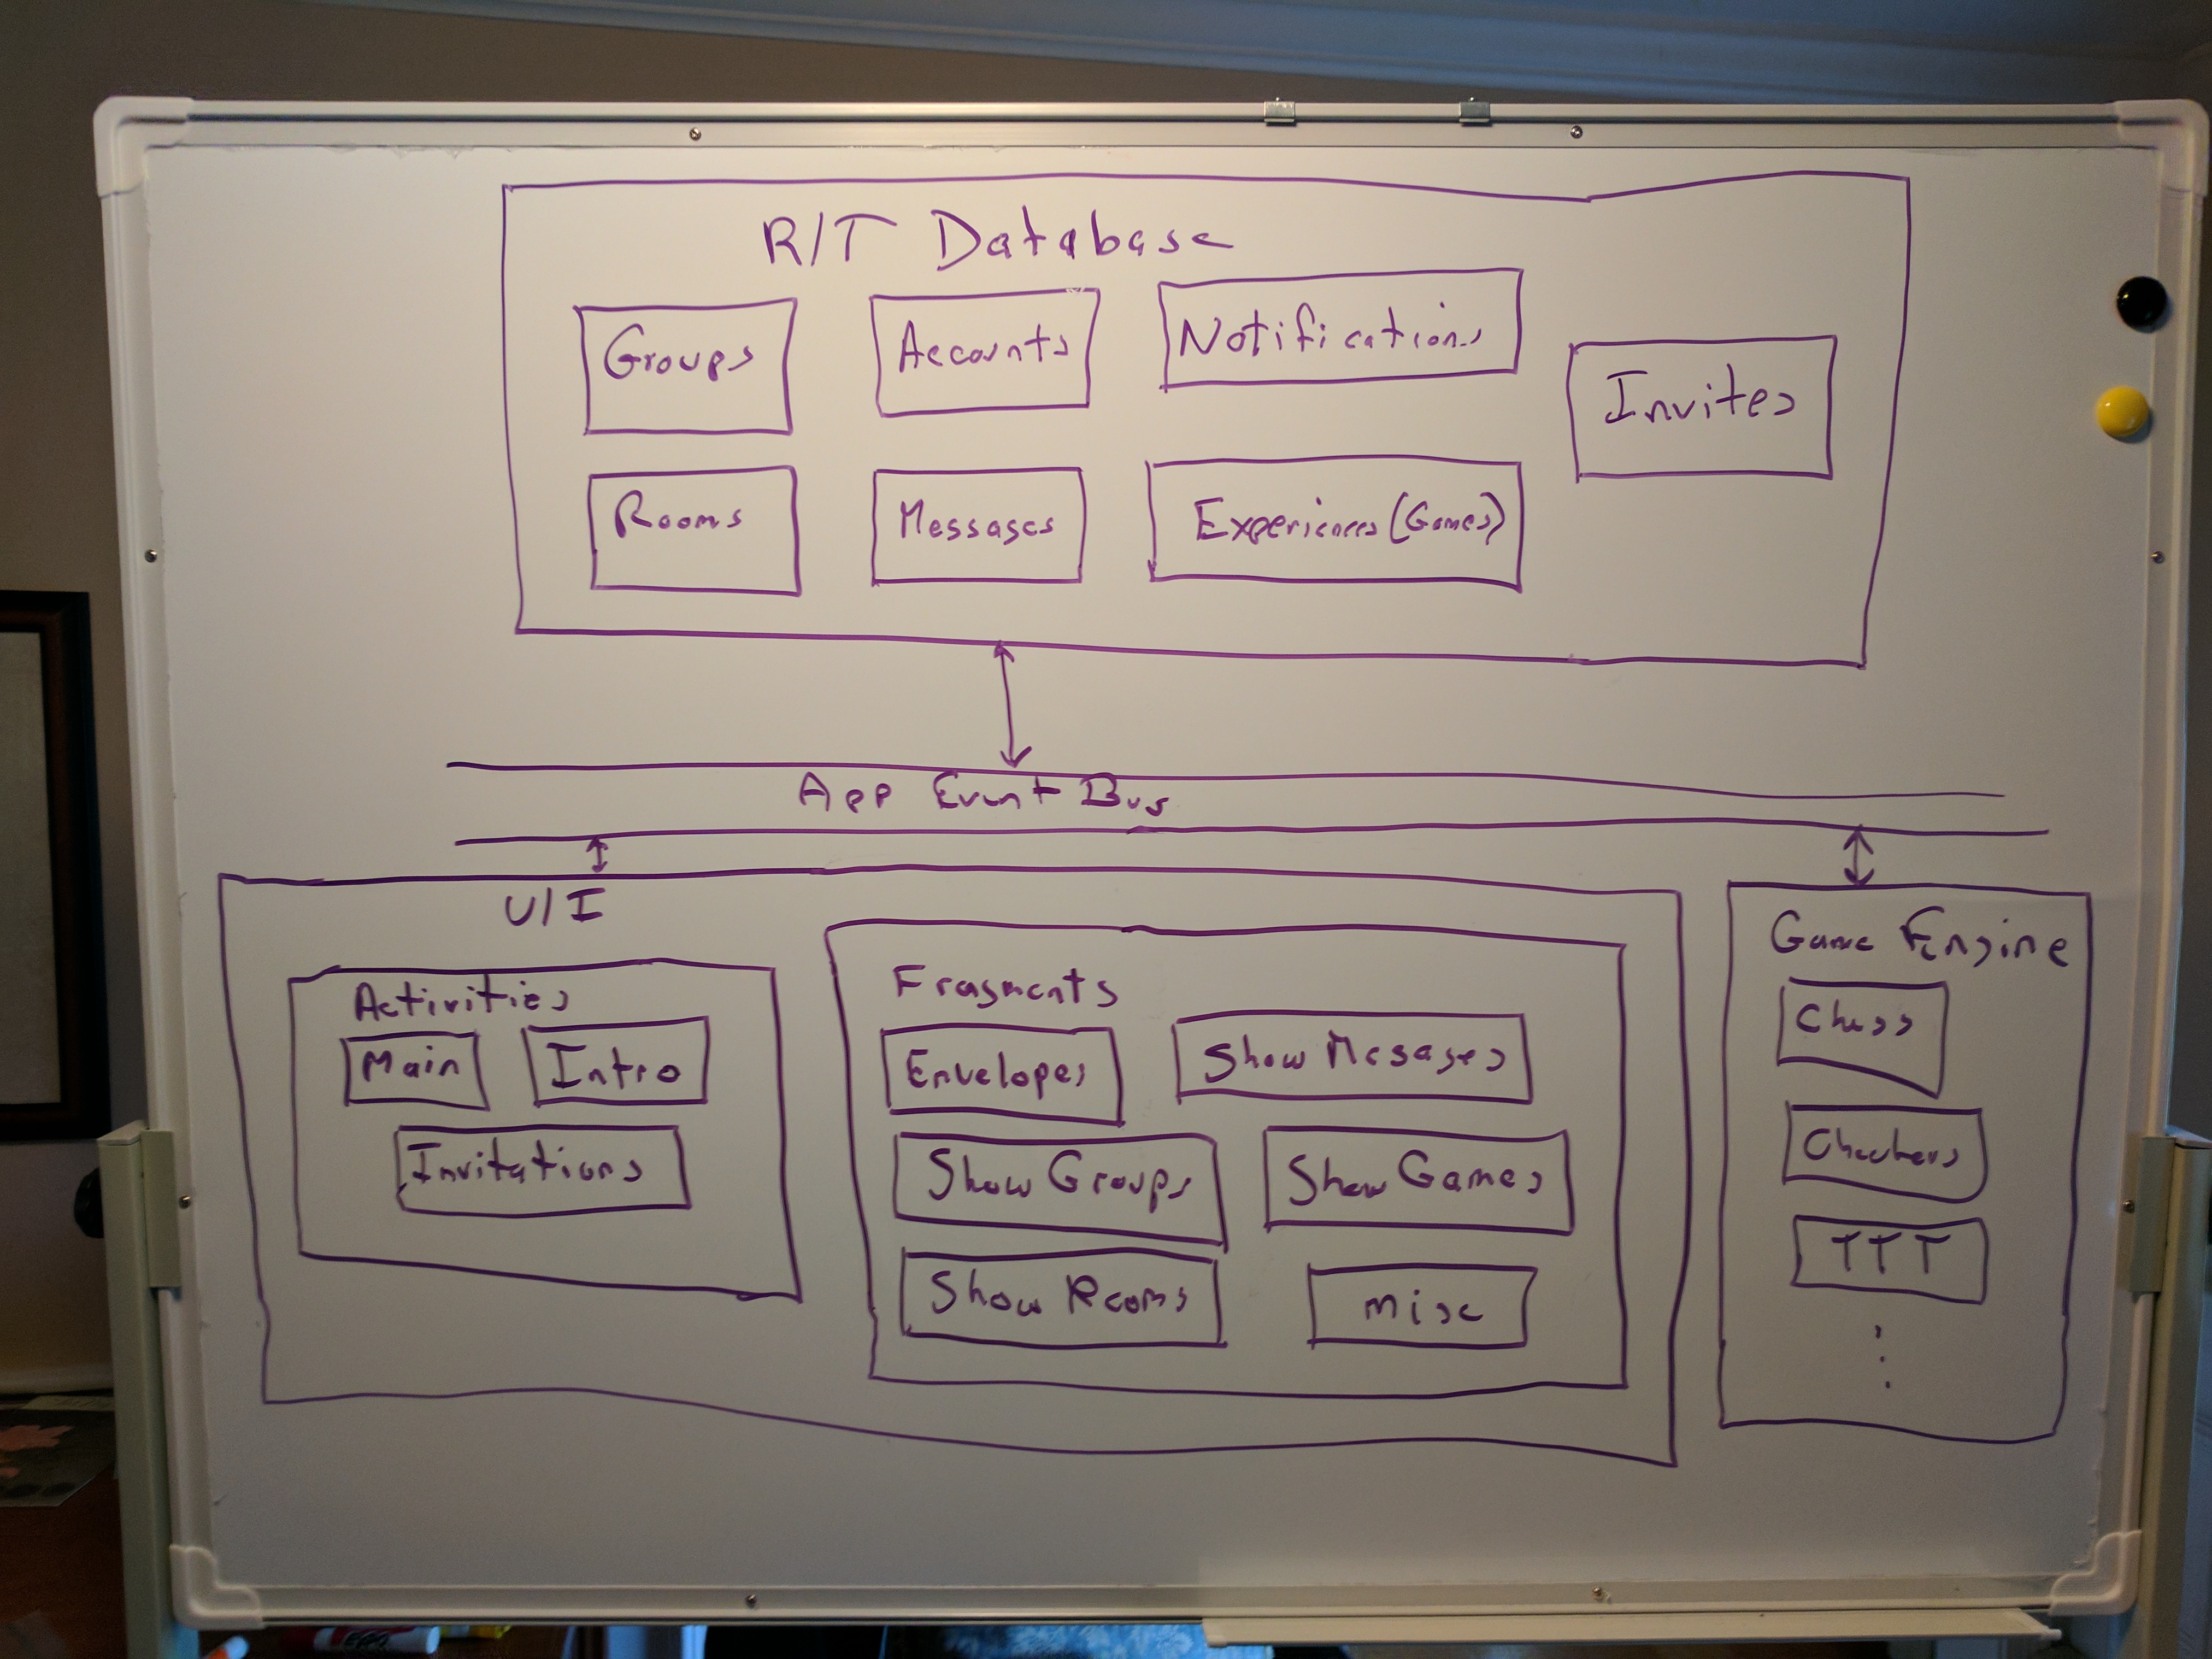 R/T Database
Groups
Accounts
Notifications
Invites
Rooms
Messages
Experiences (Games)
App Event Bus
U/I
Activities
Main
Intro
Invitations
Fragments
Envelopes
Show Mesages
Show Groups
Show Games
Show Rooms
misc
Game Engine
Chess
Checkers
TTT